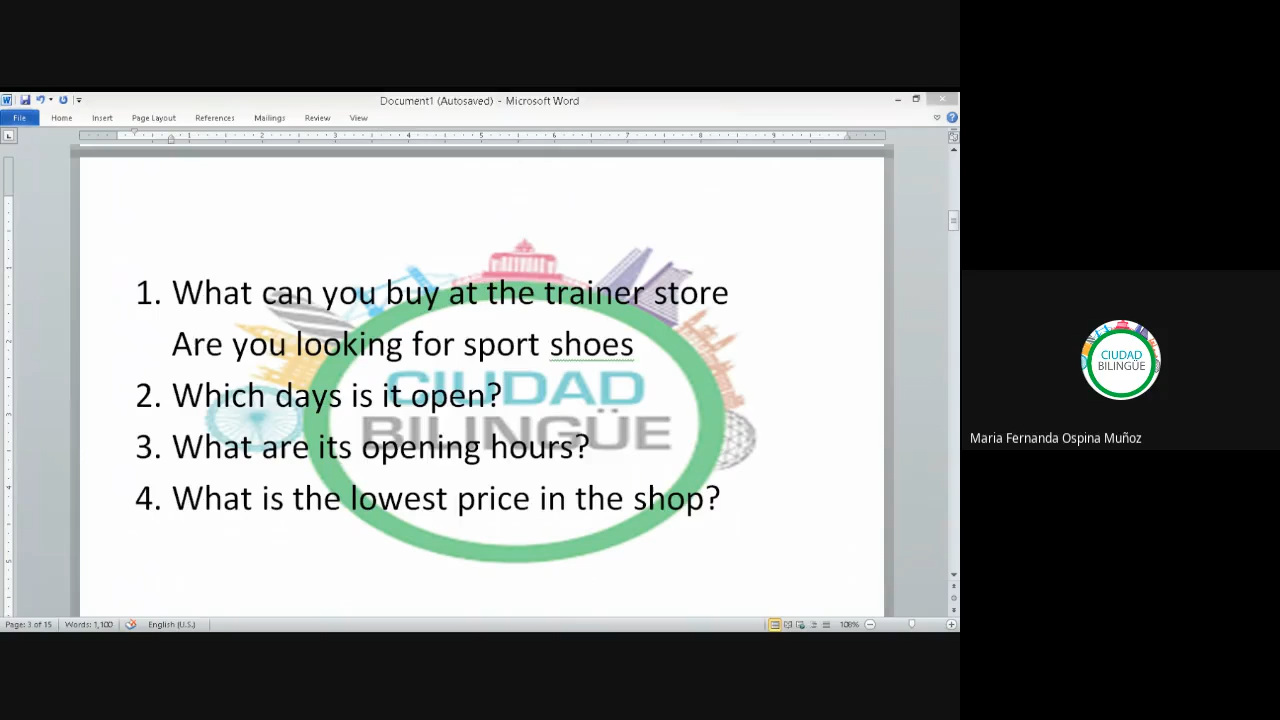 Document1 (Autosaved) - Microsoft Word
File Home Insert Page Layout References Mailings Review View
1. What can you buy at the trainer store
Are you looking for sport shoes
2. Which days is it open?
3. What are its opening hours?
4. What is the lowest price in the shop?
CIUDAD
BILINGÜE
Page: 3 of 15 Words: 1,100 English (U.S.) 108%
CIUDAD
BILINGÜE
Maria Fernanda Ospina Muñoz